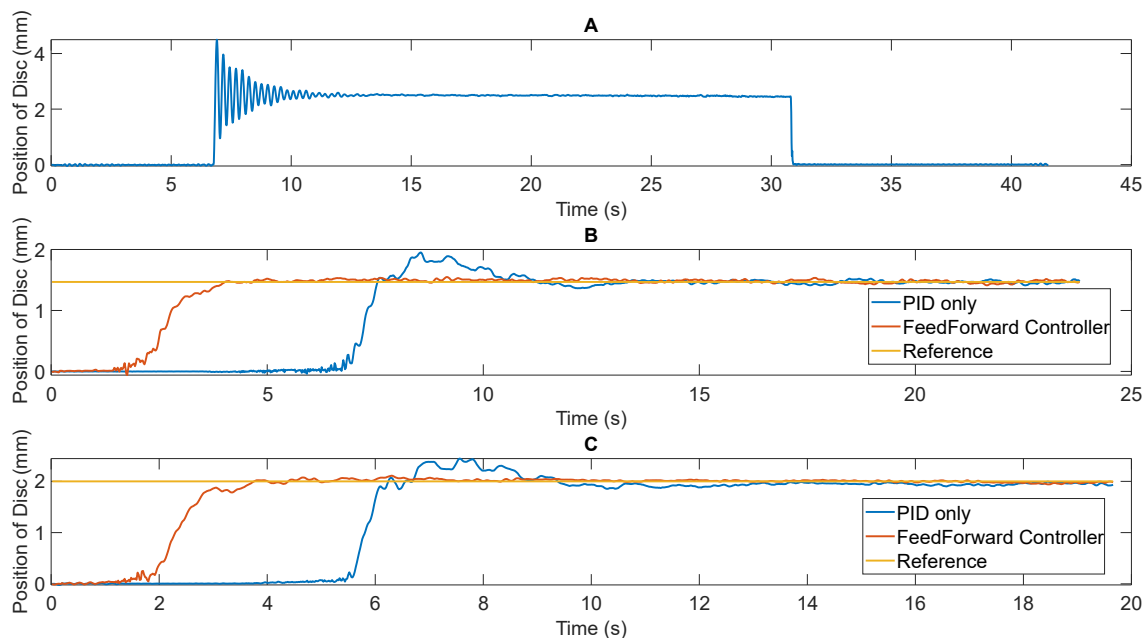 A
Position of Disc (mm)
4
2
0
0 5 10 15 20 25 30 35 40 45
Time (s)
B
Position of Disc (mm)
2
1
0
PID only
FeedForward Controller
Reference
0 5 10 15 20 25
Time (s)
C
Position of Disc (mm)
2
1
0
PID only
FeedForward Controller
Reference
0 2 4 6 8 10 12 14 16 18 20
Time (s)